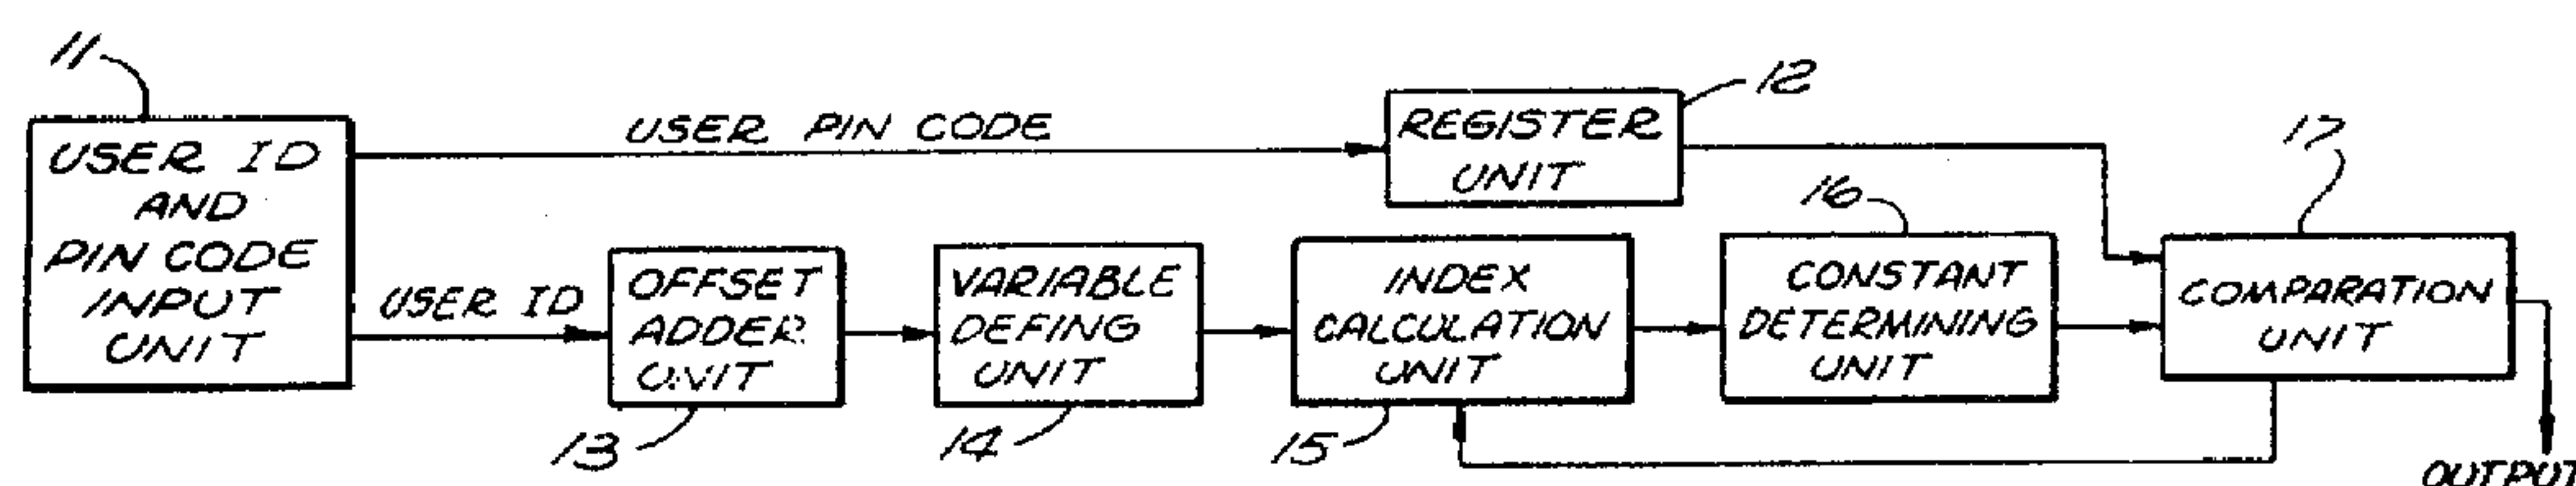 11
USER ID
AND
PIN CODE
INPUT
UNIT
USER PIN CODE
REGISTER
UNIT
12
USER ID
OFFSET
ADDER
UNIT
13
VARIABLE
DEFING
UNIT
14
INDEX
CALCULATION
UNIT
15
CONSTANT
DETERMINING
UNIT
16
COMPARATION
UNIT
17
OUTPUT